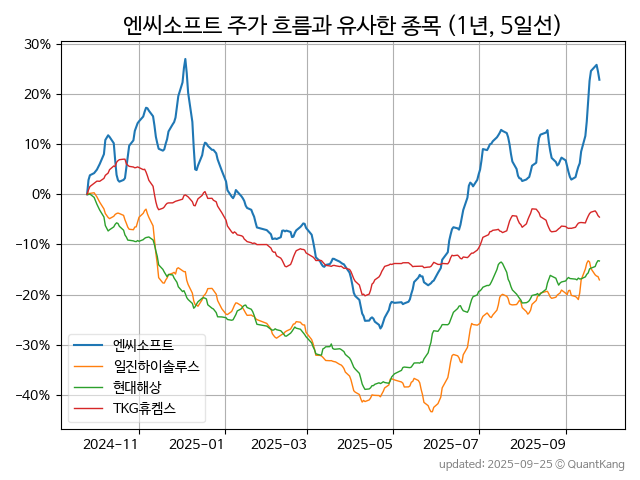 엔씨소프트 주가 흐름과 유사한 종목 (1년, 5일선)
30%
20%
10%
0%
−10%
−20%
−30%
−40%
엔씨소프트
일진하이솔루스
현대해상
TKG휴켐스
2024−11
2025−01
2025−03
2025−05
2025−07
2025−09
updated: 2025-09-25 © QuantKang